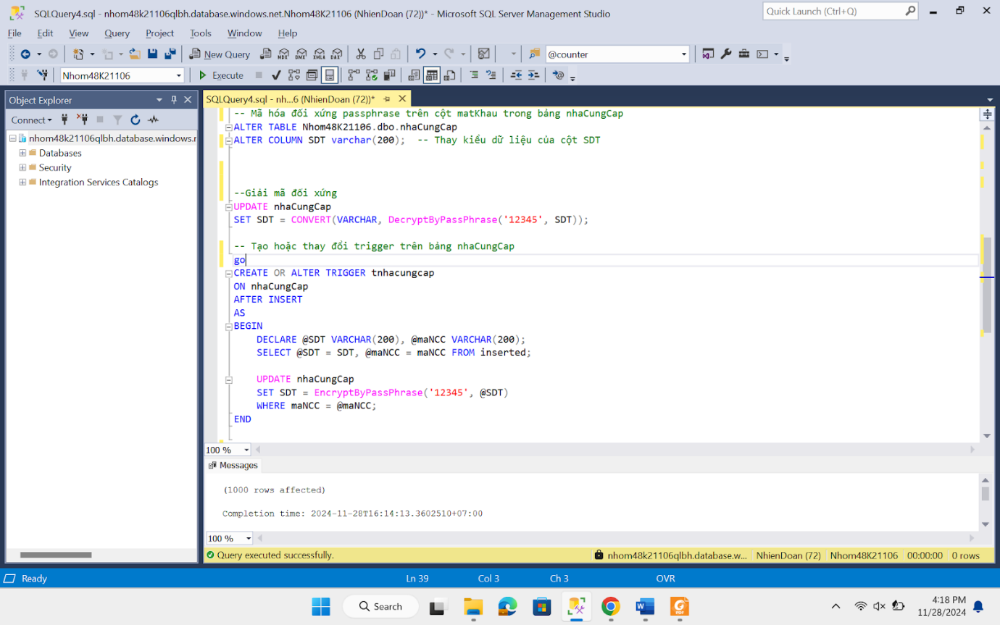 SQLQuery4.sql - nhom48k21106qlbh.database.windows.net.Nhom48K21106 (NhienDoan (72))* - Microsoft SQL Server Management Studio
Quick Launch (Ctrl+Q)
File Edit View Query Project Tools Window Help
New Query
MDX DMX XMLA DAX
@counter
Nhom48K21106
Execute
Object Explorer
SQLQuery4.sql - nh...6 (NhienDoan (72))*
Connect
nhom48k21106qlbh.database.windows.r
Databases
Security
Integration Services Catalogs
-- Mã hóa đối xứng passphrase trên cột matKhau trong bảng nhaCungCap
ALTER TABLE Nhom48K21106.dbo.nhaCungCap
ALTER COLUMN SDT varchar(200);  -- Thay kiểu dữ liệu của cột SDT
--Giải mã đối xứng
UPDATE nhaCungCap
SET SDT = CONVERT(VARCHAR, DecryptByPassPhrase('12345', SDT));
-- Tạo hoặc thay đổi trigger trên bảng nhaCungCap
go
CREATE OR ALTER TRIGGER tnhacungcap
ON nhaCungCap
AFTER INSERT
AS
BEGIN
DECLARE @SDT VARCHAR(200), @maNCC VARCHAR(200);
SELECT @SDT = SDT, @maNCC = maNCC FROM inserted;
UPDATE nhaCungCap
SET SDT = EncryptByPassPhrase('12345', @SDT)
WHERE maNCC = @maNCC;
END
100 %
Messages
(1000 rows affected)
Completion time: 2024-11-28T16:14:13.3602510+07:00
100 %
Query executed successfully.
nhom48k21106qlbh.database.w... NhienDoan (72) Nhom48K21106 00:00:00 0 rows
Ready Ln 39 Col 3 Ch 3 OVR
Search
4:18 PM
11/28/2024